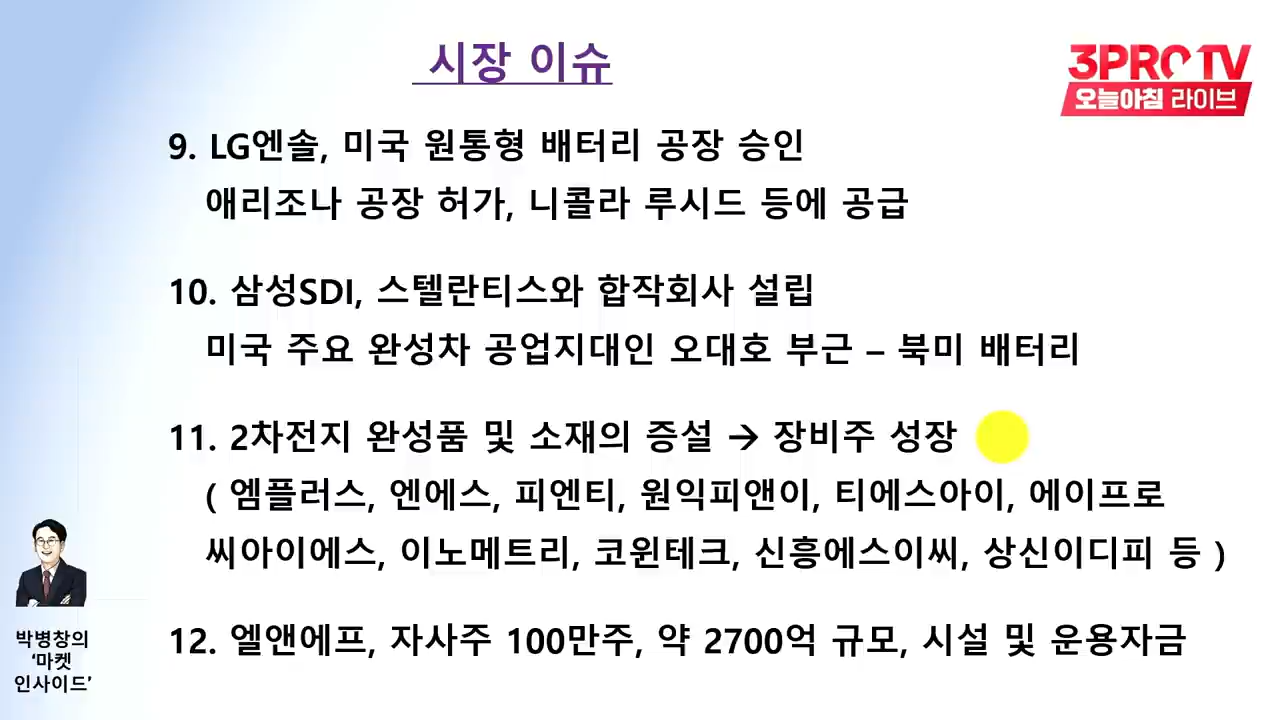 시장 이슈
3PRO TV
오늘아침 라이브
9. LG엔솔, 미국 원통형 배터리 공장 승인
애리조나 공장 허가, 니콜라 루시드 등에 공급
10. 삼성SDI, 스텔란티스와 합작회사 설립
미국 주요 완성차 공업지대인 오대호 부근 – 북미 배터리
11. 2차전지 완성품 및 소재의 증설 → 장비주 성장
( 엠플러스, 엔에스, 피엔티, 원익피앤이, 티에스아이, 에이프로
씨아이에스, 이노메트리, 코윈테크, 신흥에스이씨, 상신이디피 등 )
12. 엘앤에프, 자사주 100만주, 약 2700억 규모, 시설 및 운용자금
박병창의
‘마켓
인사이드’